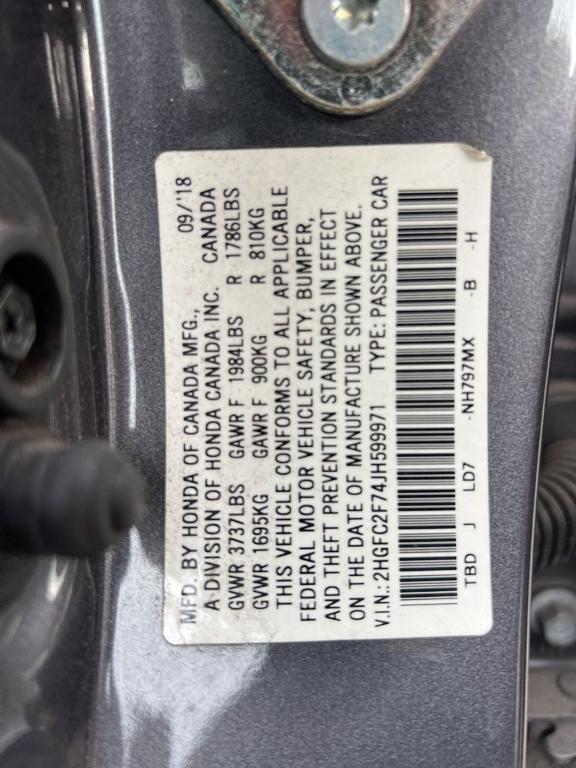 MFD. BY HONDA OF CANADA MFG., 09/'18
A DIVISION OF HONDA CANADA INC. CANADA
GVWR 3737LBS GAWR F 1984LBS R 1786LBS
GVWR 1695KG GAWR F 900KG R 810KG
THIS VEHICLE CONFORMS TO ALL APPLICABLE
FEDERAL MOTOR VEHICLE SAFETY, BUMPER,
AND THEFT PREVENTION STANDARDS IN EFFECT
ON THE DATE OF MANUFACTURE SHOWN ABOVE.
V.I.N.: 2HGFC2F74JH599971 TYPE: PASSENGER CAR
TBD J LD7 -NH797MX -B -H